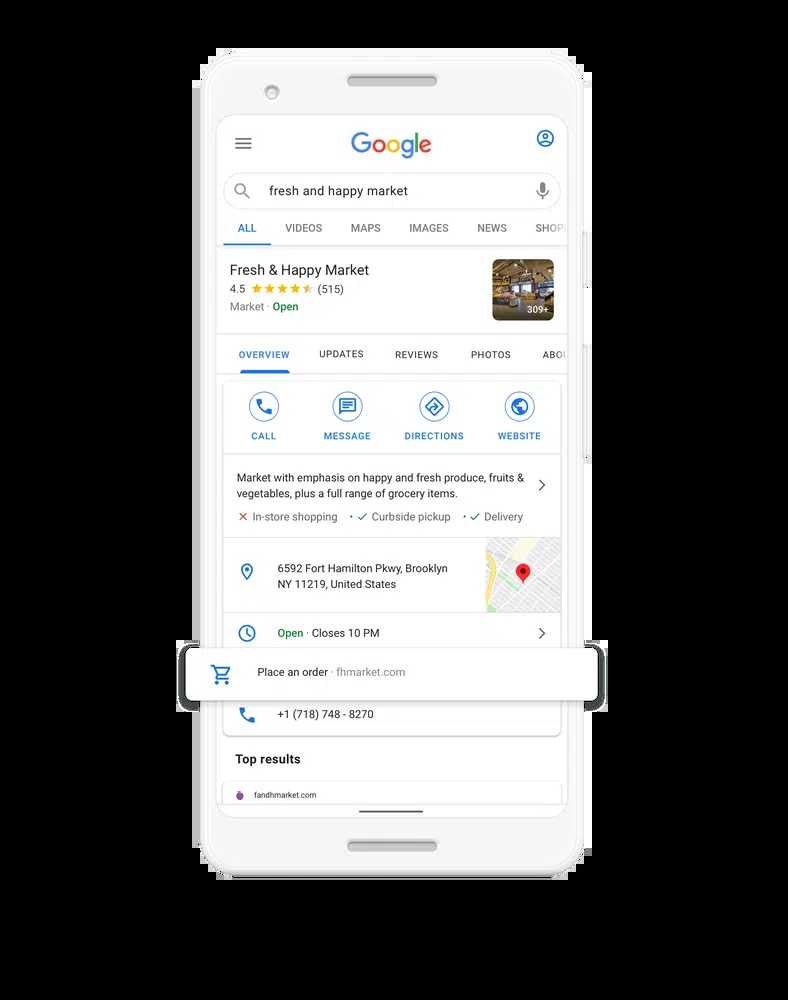 Google
fresh and happy market
ALL VIDEOS MAPS IMAGES NEWS SHOP
Fresh & Happy Market
4.5 (515)
Market · Open
309+
OVERVIEW UPDATES REVIEWS PHOTOS ABOU
CALL MESSAGE DIRECTIONS WEBSITE
Market with emphasis on happy and fresh produce, fruits &
vegetables, plus a full range of grocery items.
In-store shopping · Curbside pickup · Delivery
6592 Fort Hamilton Pkwy, Brooklyn
NY 11219, United States
Open · Closes 10 PM
Place an order · fhmarket.com
+1 (718) 748 - 8270
Top results
fandhmarket.com